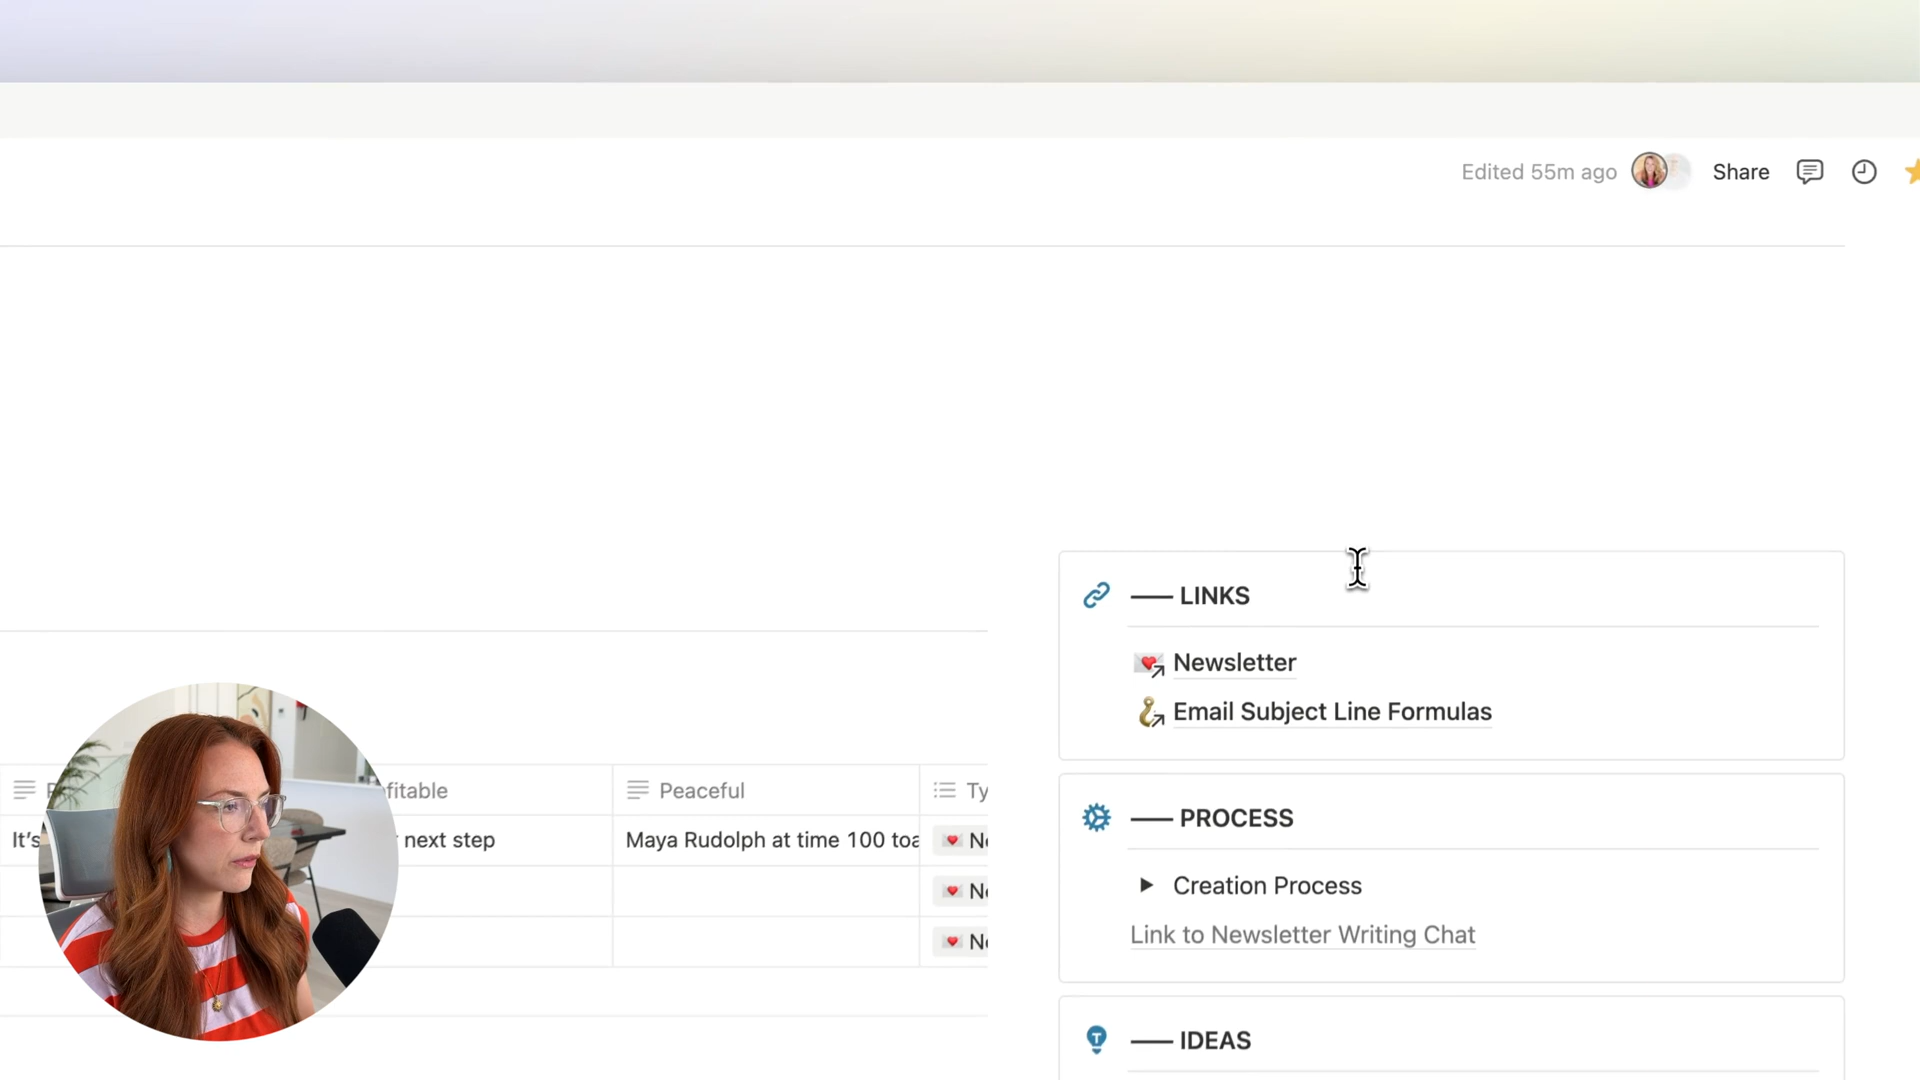 Edited 55m ago
Share
LINKS
Newsletter
Email Subject Line Formulas
Peaceful
It's
next step
Maya Rudolph at time 100 toa
PROCESS
Creation Process
Link to Newsletter Writing Chat
IDEAS